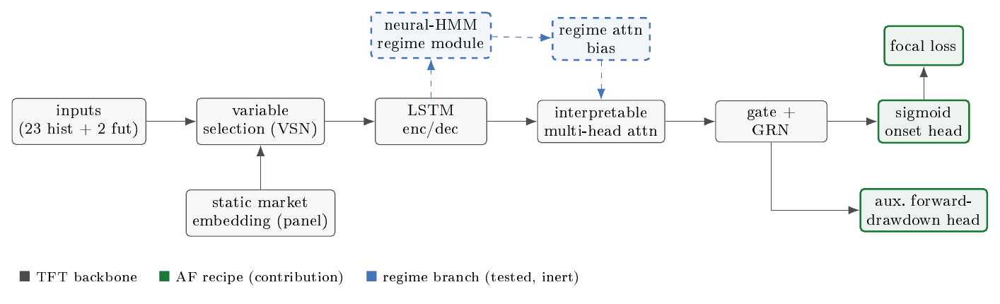 neural-HMM
regime module
regime attn
bias
focal loss
inputs
(23 hist + 2 fut)
variable
selection (VSN)
LSTM
enc/dec
interpretable
multi-head attn
gate +
GRN
sigmoid
onset head
static market
embedding (panel)
aux. forward-
drawdown head
TFT backbone
AF recipe (contribution)
regime branch (tested, inert)